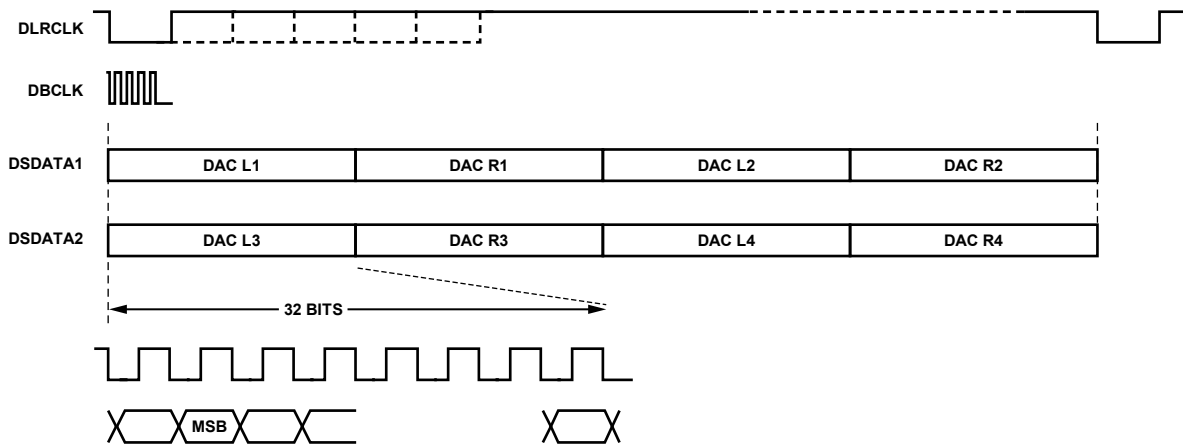 DLRCLK
DBCLK
DSDATA1 DAC L1 DAC R1 DAC L2 DAC R2
DSDATA2 DAC L3 DAC R3 DAC L4 DAC R4
32 BITS
MSB